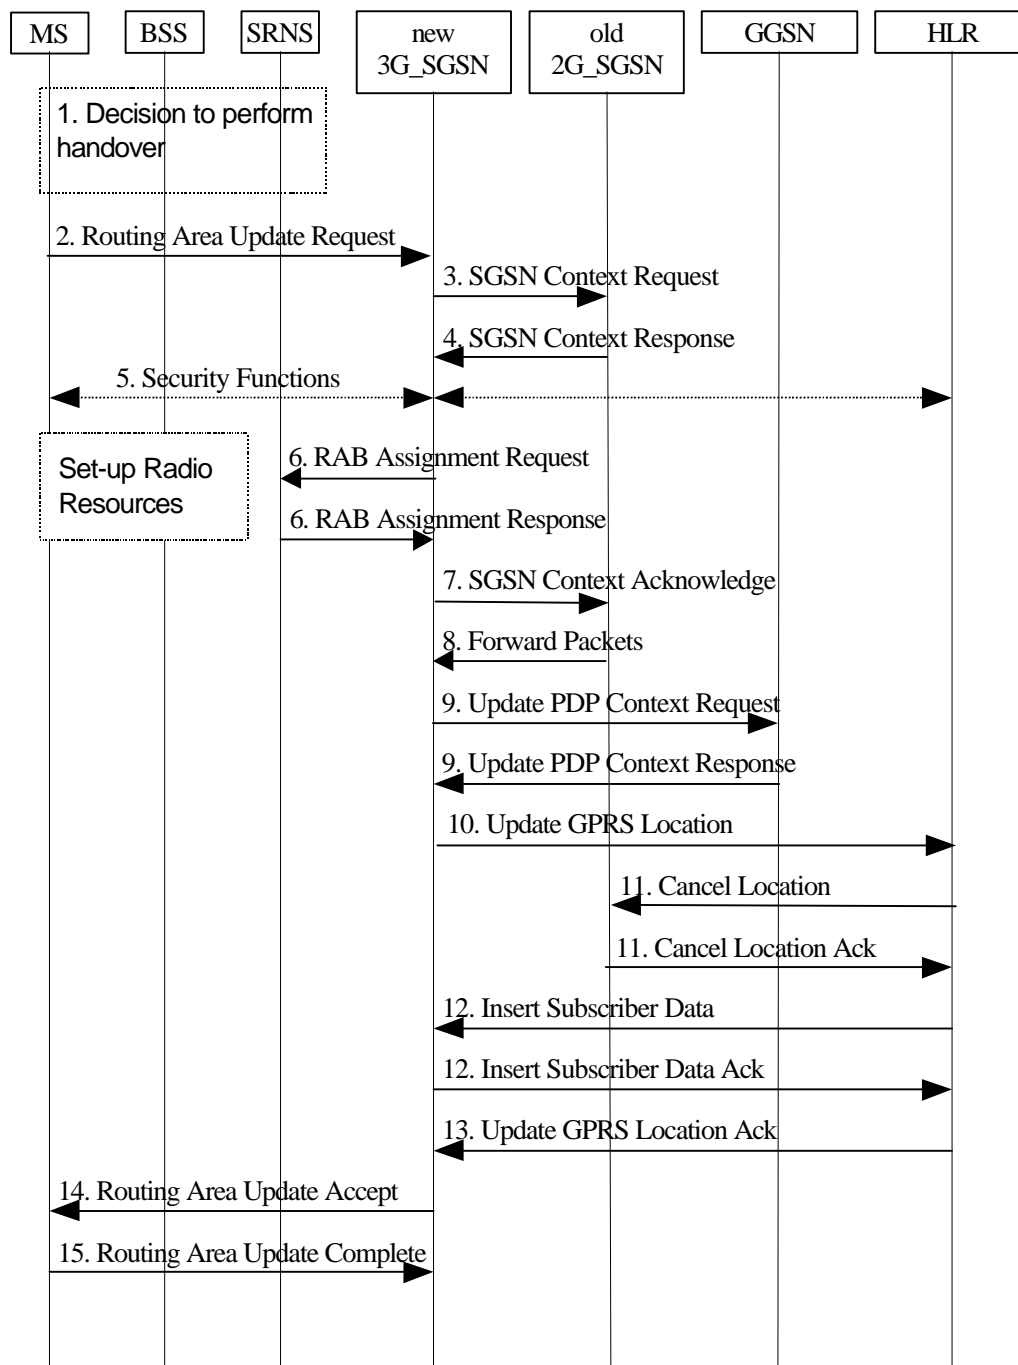 MS
BSS
SRNS
new
3G_SGSN
old
2G_SGSN
GGSN
HLR
1. Decision to perform
handover
2. Routing Area Update Request
3. SGSN Context Request
4. SGSN Context Response
5. Security Functions
Set-up Radio
Resources
6. RAB Assignment Request
6. RAB Assignment Response
7. SGSN Context Acknowledge
8. Forward Packets
9. Update PDP Context Request
9. Update PDP Context Response
10. Update GPRS Location
11. Cancel Location
11. Cancel Location Ack
12. Insert Subscriber Data
12. Insert Subscriber Data Ack
13. Update GPRS Location Ack
14. Routing Area Update Accept
15. Routing Area Update Complete